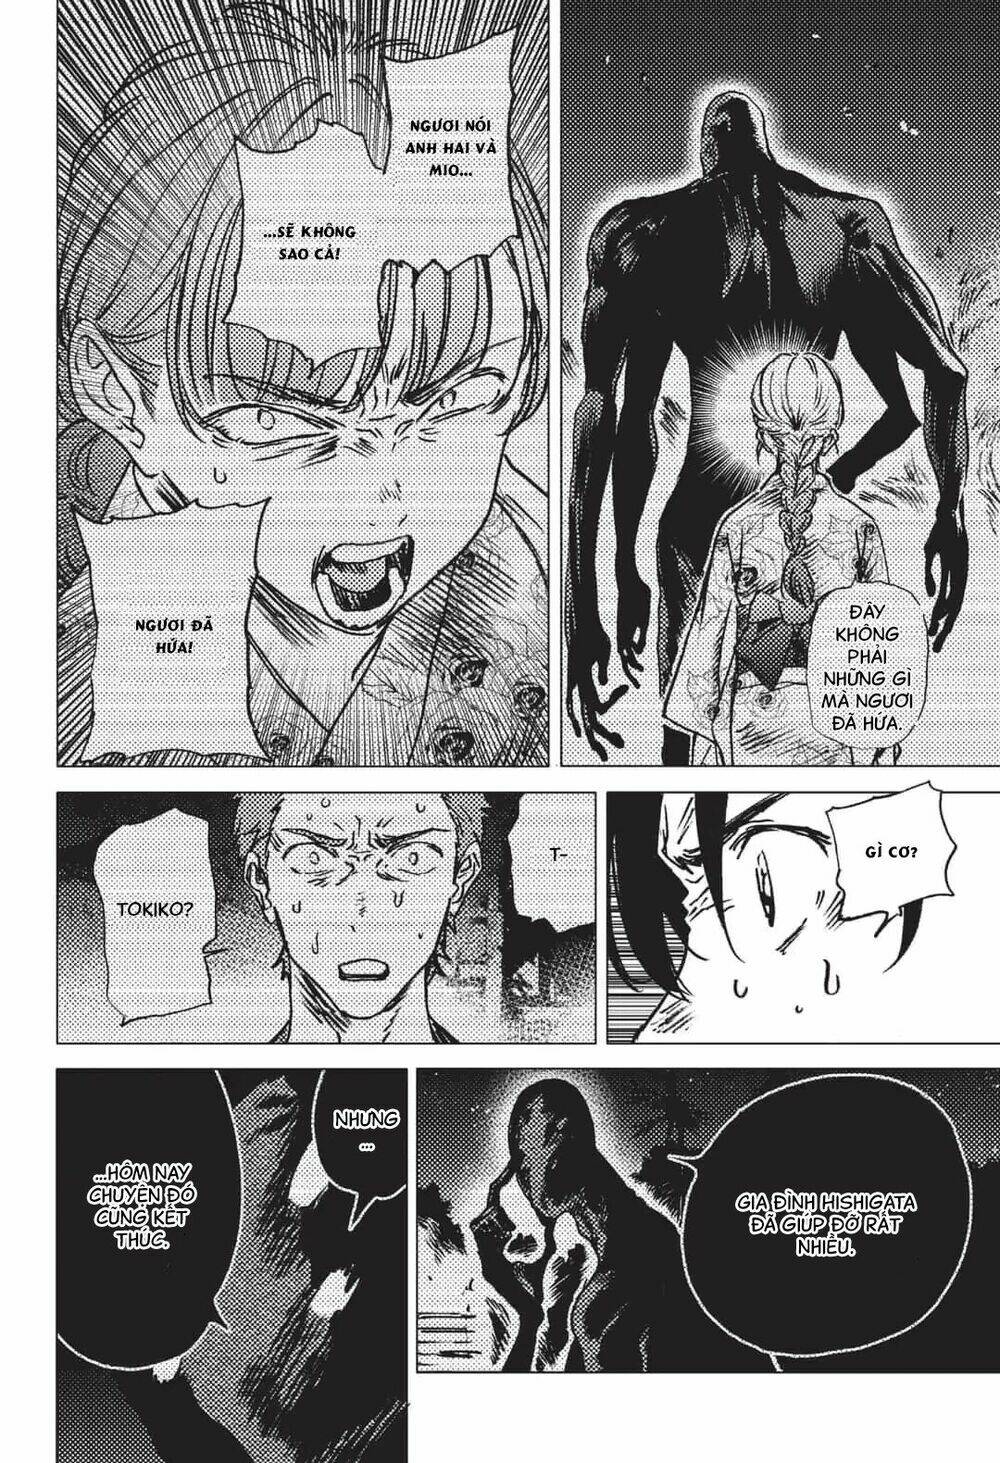 ĐÂY
KHÔNG
PHẢI
NHỮNG GÌ
MÀ NGƯƠI
ĐÃ HỨA.
NGƯƠI NÓI
ANH HAI VÀ
MIO...
...SẼ KHÔNG
SAO CẢ!
NGƯƠI ĐÃ
HỨA!
GÌ CƠ?
T-
TOKIKO?
GIA ĐÌNH HISHIGATA
ĐÃ GIÚP ĐỠ RẤT
NHIỀU.
NHƯNG
...
...HÔM NAY
CHUYỆN ĐÓ
CŨNG KẾT
THÚC.